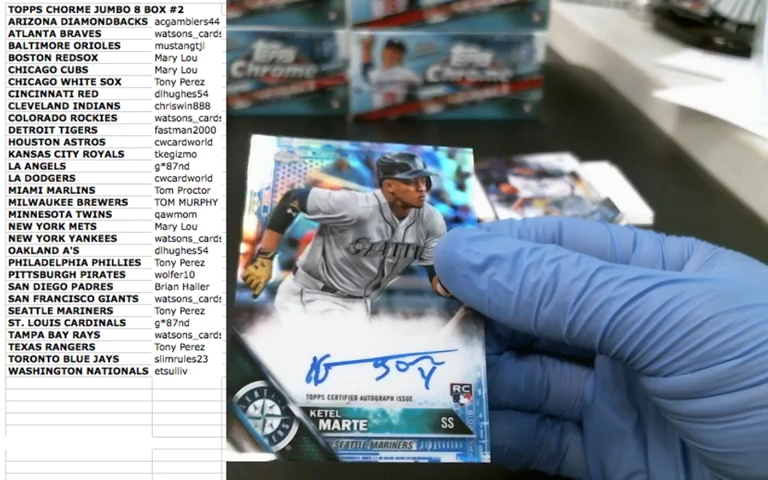 TOPPS CHORME JUMBO 8 BOX #2
ARIZONA DIAMONDBACKS acgamblers44
ATLANTA BRAVES watsons_cards
BALTIMORE ORIOLES mustangtji
BOSTON REDSOX Mary Lou
CHICAGO CUBS Mary Lou
CHICAGO WHITE SOX Tony Perez
CINCINNATI RED dlhughes54
CLEVELAND INDIANS chriswin888
COLORADO ROCKIES watsons_cards
DETROIT TIGERS fastman2000
HOUSTON ASTROS cwcardworld
KANSAS CITY ROYALS tkegizmo
LA ANGELS g*87nd
LA DODGERS cwcardworld
MIAMI MARLINS Tom Proctor
MILWAUKEE BREWERS TOM MURPHY
MINNESOTA TWINS qawmom
NEW YORK METS Mary Lou
NEW YORK YANKEES watsons_cards
OAKLAND A'S dlhughes54
PHILADELPHIA PHILLIES Tony Perez
PITTSBURGH PIRATES wolfer10
SAN DIEGO PADRES Brian Haller
SAN FRANCISCO GIANTS watsons_cards
SEATTLE MARINERS Tony Perez
ST. LOUIS CARDINALS g*87nd
TAMPA BAY RAYS watsons_cards
TEXAS RANGERS Tony Perez
TORONTO BLUE JAYS slimrules23
WASHINGTON NATIONALS etsulliv
Topps Chrome
Topps Chrome
SEATTLE
TOPPS CERTIFIED AUTOGRAPH ISSUE
RC
KETEL
MARTE
SS
SEATTLE MARINERS